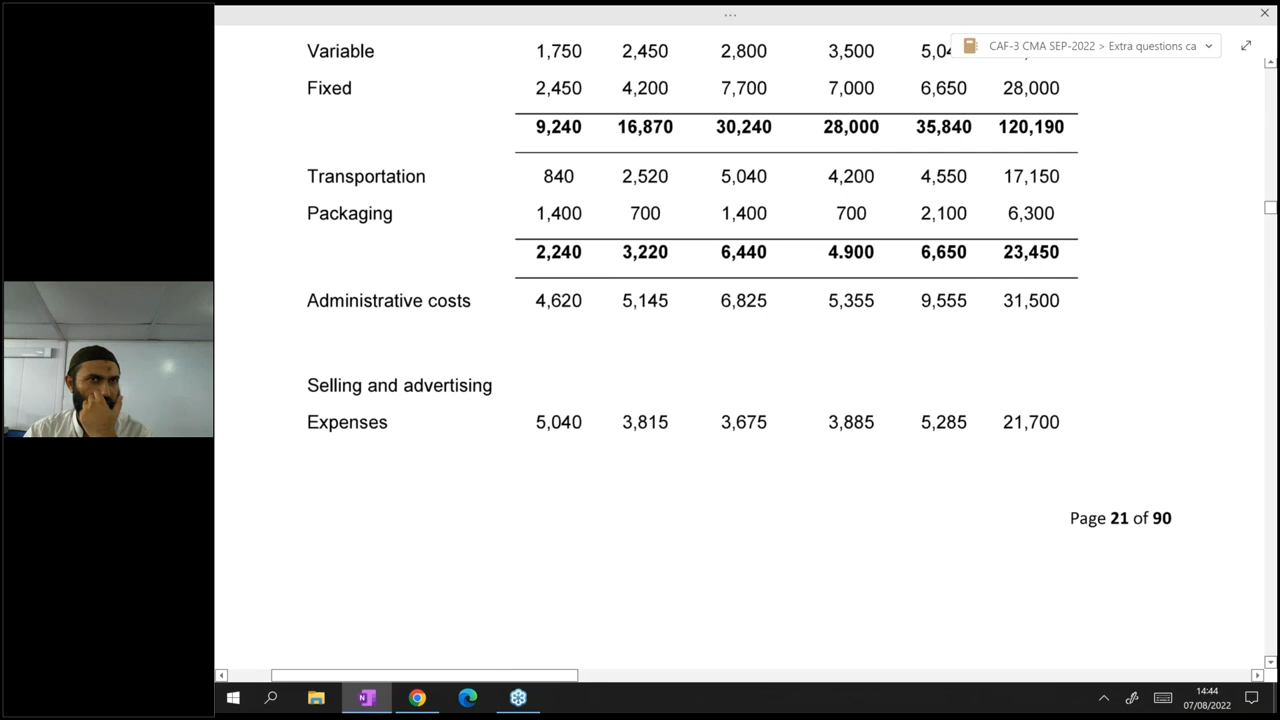 ...
CAF-3 CMA SEP-2022 > Extra questions ca
Variable 1,750 2,450 2,800 3,500
Fixed 2,450 4,200 7,700 7,000 6,650 28,000
9,240 16,870 30,240 28,000 35,840 120,190
Transportation 840 2,520 5,040 4,200 4,550 17,150
Packaging 1,400 700 1,400 700 2,100 6,300
2,240 3,220 6,440 4.900 6,650 23,450
Administrative costs 4,620 5,145 6,825 5,355 9,555 31,500
Selling and advertising
Expenses 5,040 3,815 3,675 3,885 5,285 21,700
Page 21 of 90
14:44
07/08/2022